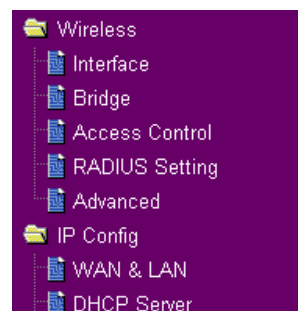 Wireless
Interface
Bridge
Access Control
RADIUS Setting
Advanced
IP Config
WAN & LAN
DHCP Server